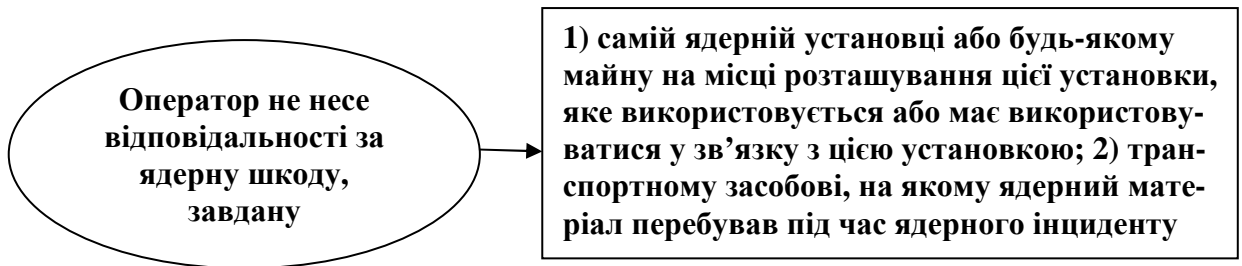 Оператор не несе
відповідальності за
ядерну шкоду,
завдану
1) самій ядерній установці або будь-якому
майну на місці розташування цієї установки,
яке використовується або має використову-
ватися у зв’язку з цією установкою; 2) тран-
спортному засобові, на якому ядерний мате-
ріал перебував під час ядерного інциденту